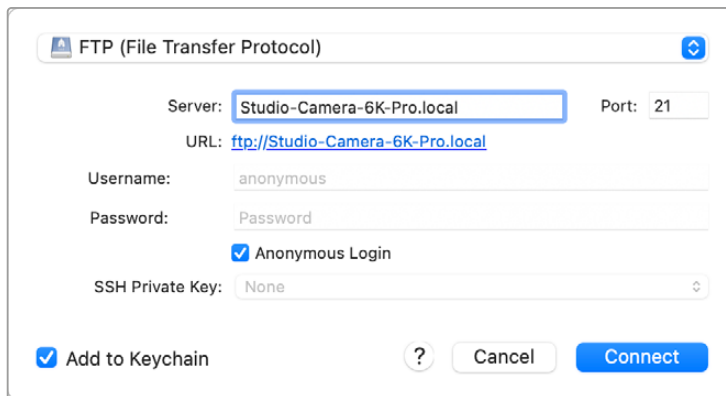 FTP (File Transfer Protocol)
Server: Studio-Camera-6K-Pro.local Port: 21
URL: ftp://Studio-Camera-6K-Pro.local
Username: anonymous
Password: Password
Anonymous Login
SSH Private Key: None
Add to Keychain ? Cancel Connect